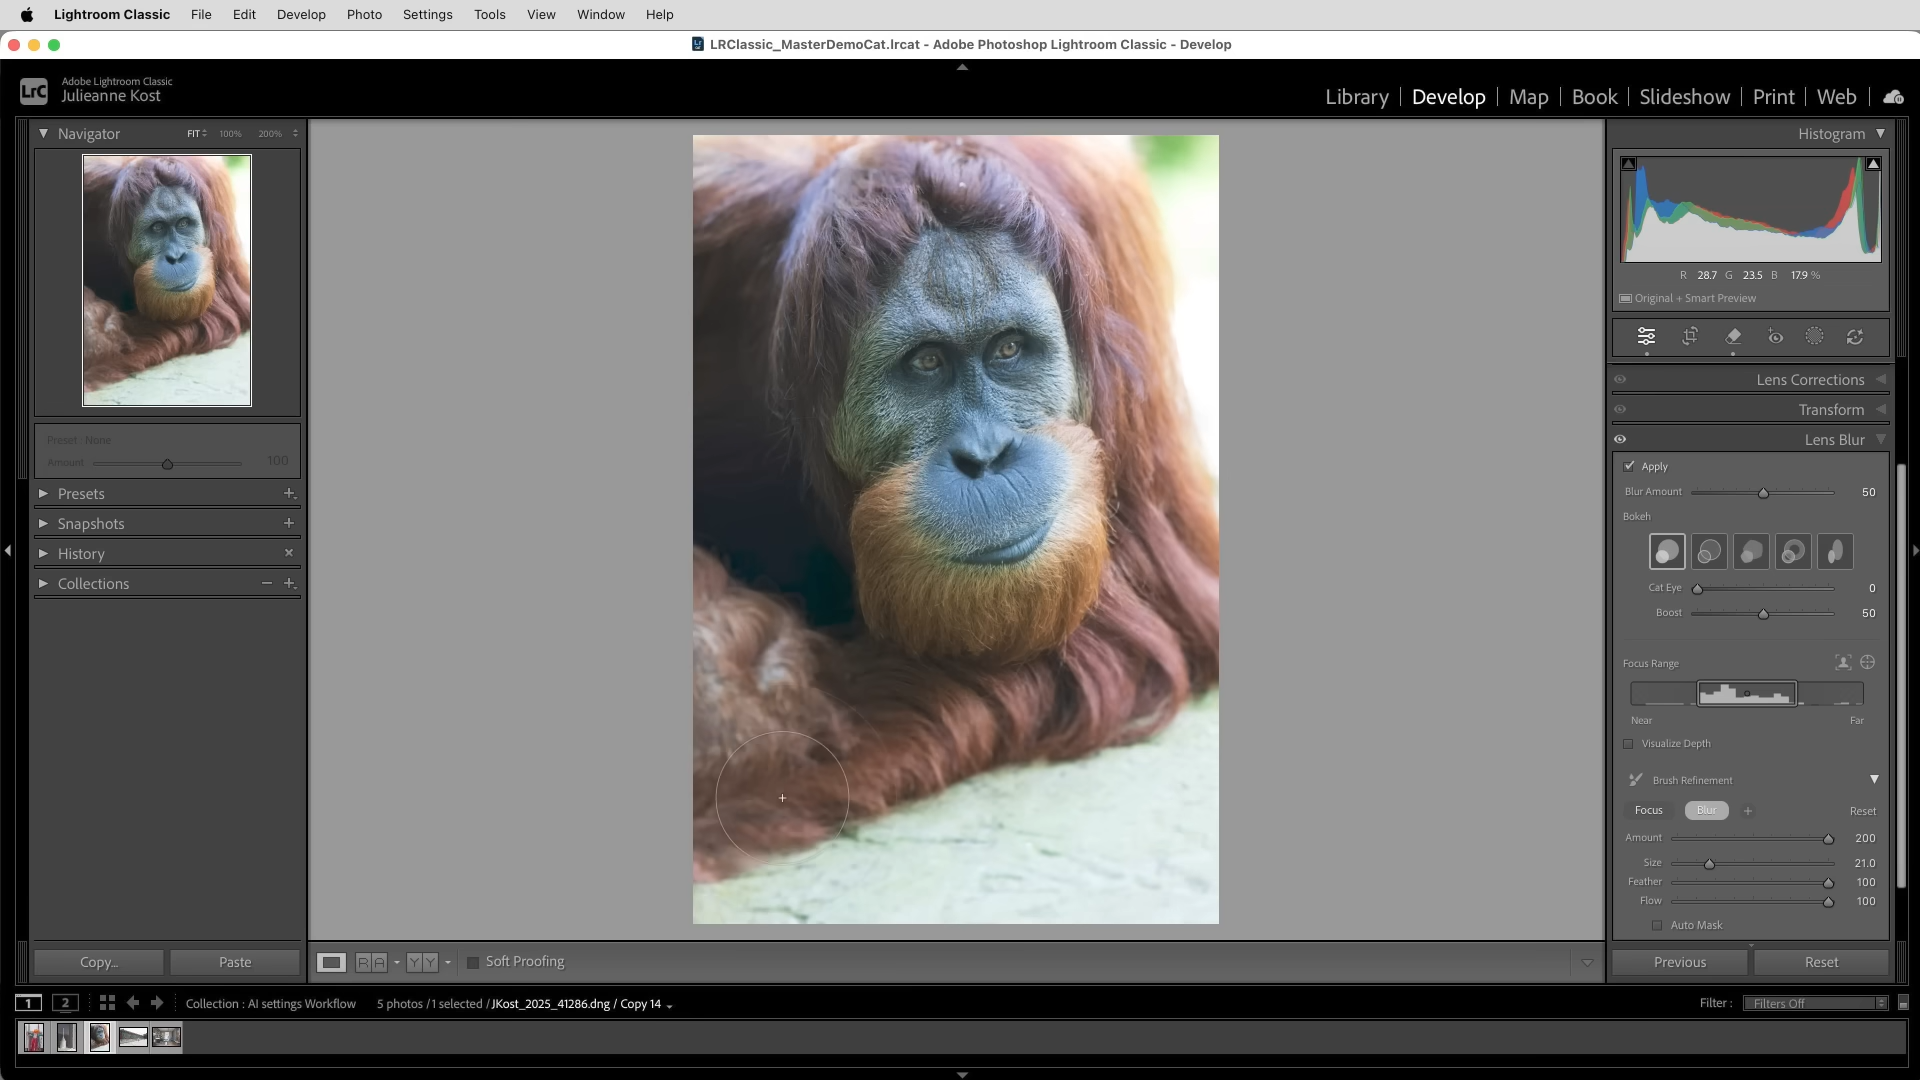 Lightroom Classic File Edit Develop Photo Settings Tools View Window Help
LRClassic_MasterDemoCat.lrcat - Adobe Photoshop Lightroom Classic - Develop
LrC
Adobe Lightroom Classic
Julieanne Kost
Library Develop Map Book Slideshow Print Web
Navigator FIT 100% 200%
Preset: None
Amount 100
Presets
Snapshots
History
Collections
Copy... Paste
R A Y Y Soft Proofing
Histogram
R 28.7 G 23.5 B 17.9 %
Original + Smart Preview
Lens Corrections
Transform
Lens Blur
Apply
Blur Amount 50
Bokeh
Cat Eye 0
Boost 50
Focus Range
Near Far
Visualize Depth
Brush Refinement
Focus Blur + Reset
Amount 200
Size 21.0
Feather 100
Flow 100
Auto Mask
Previous Reset
1 2 Collection : AI settings Workflow 5 photos / 1 selected / JKost_2025_41286.dng / Copy 14 Filter : Filters Off